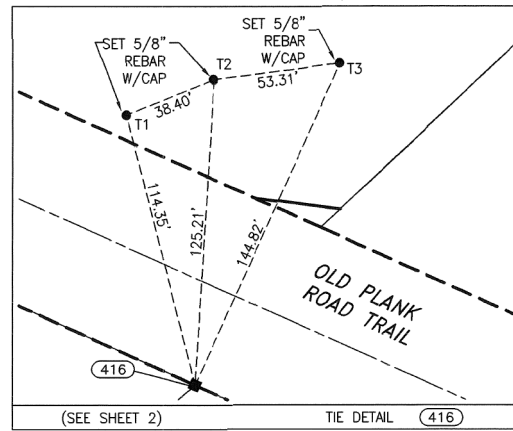 SET 5/8"
REBAR
W/CAP
SET 5/8"
REBAR
W/CAP
T1
T2
T3
38.40'
53.31'
114.35'
125.21'
144.82'
OLD PLANK
ROAD TRAIL
416
(SEE SHEET 2)
TIE DETAIL 416